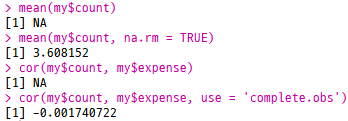 > mean(my$count)
[1] NA
> mean(my$count, na.rm = TRUE)
[1] 3.608152
> cor(my$count, my$expense)
[1] NA
> cor(my$count, my$expense, use = 'complete.obs')
[1] -0.001740722